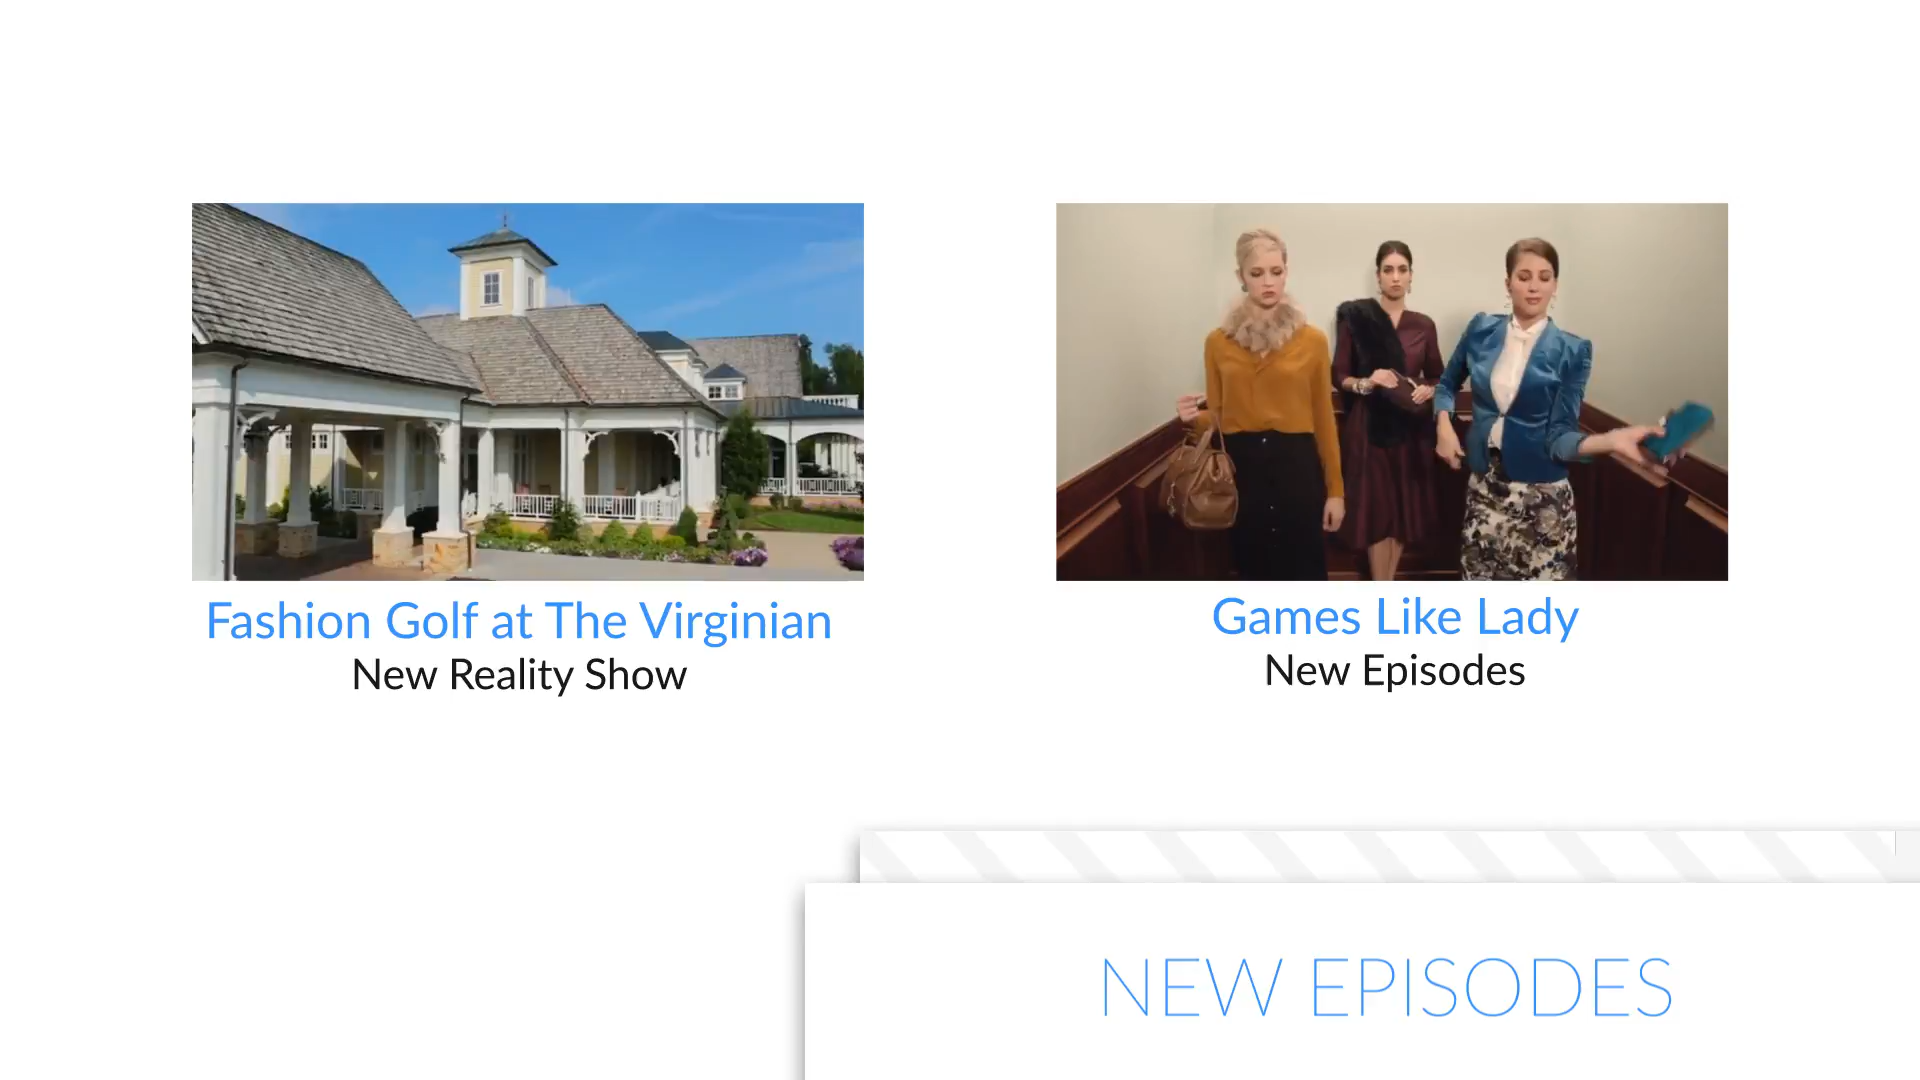 Fashion Golf at The Virginian
New Reality Show
Games Like Lady
New Episodes
NEW EPISODES